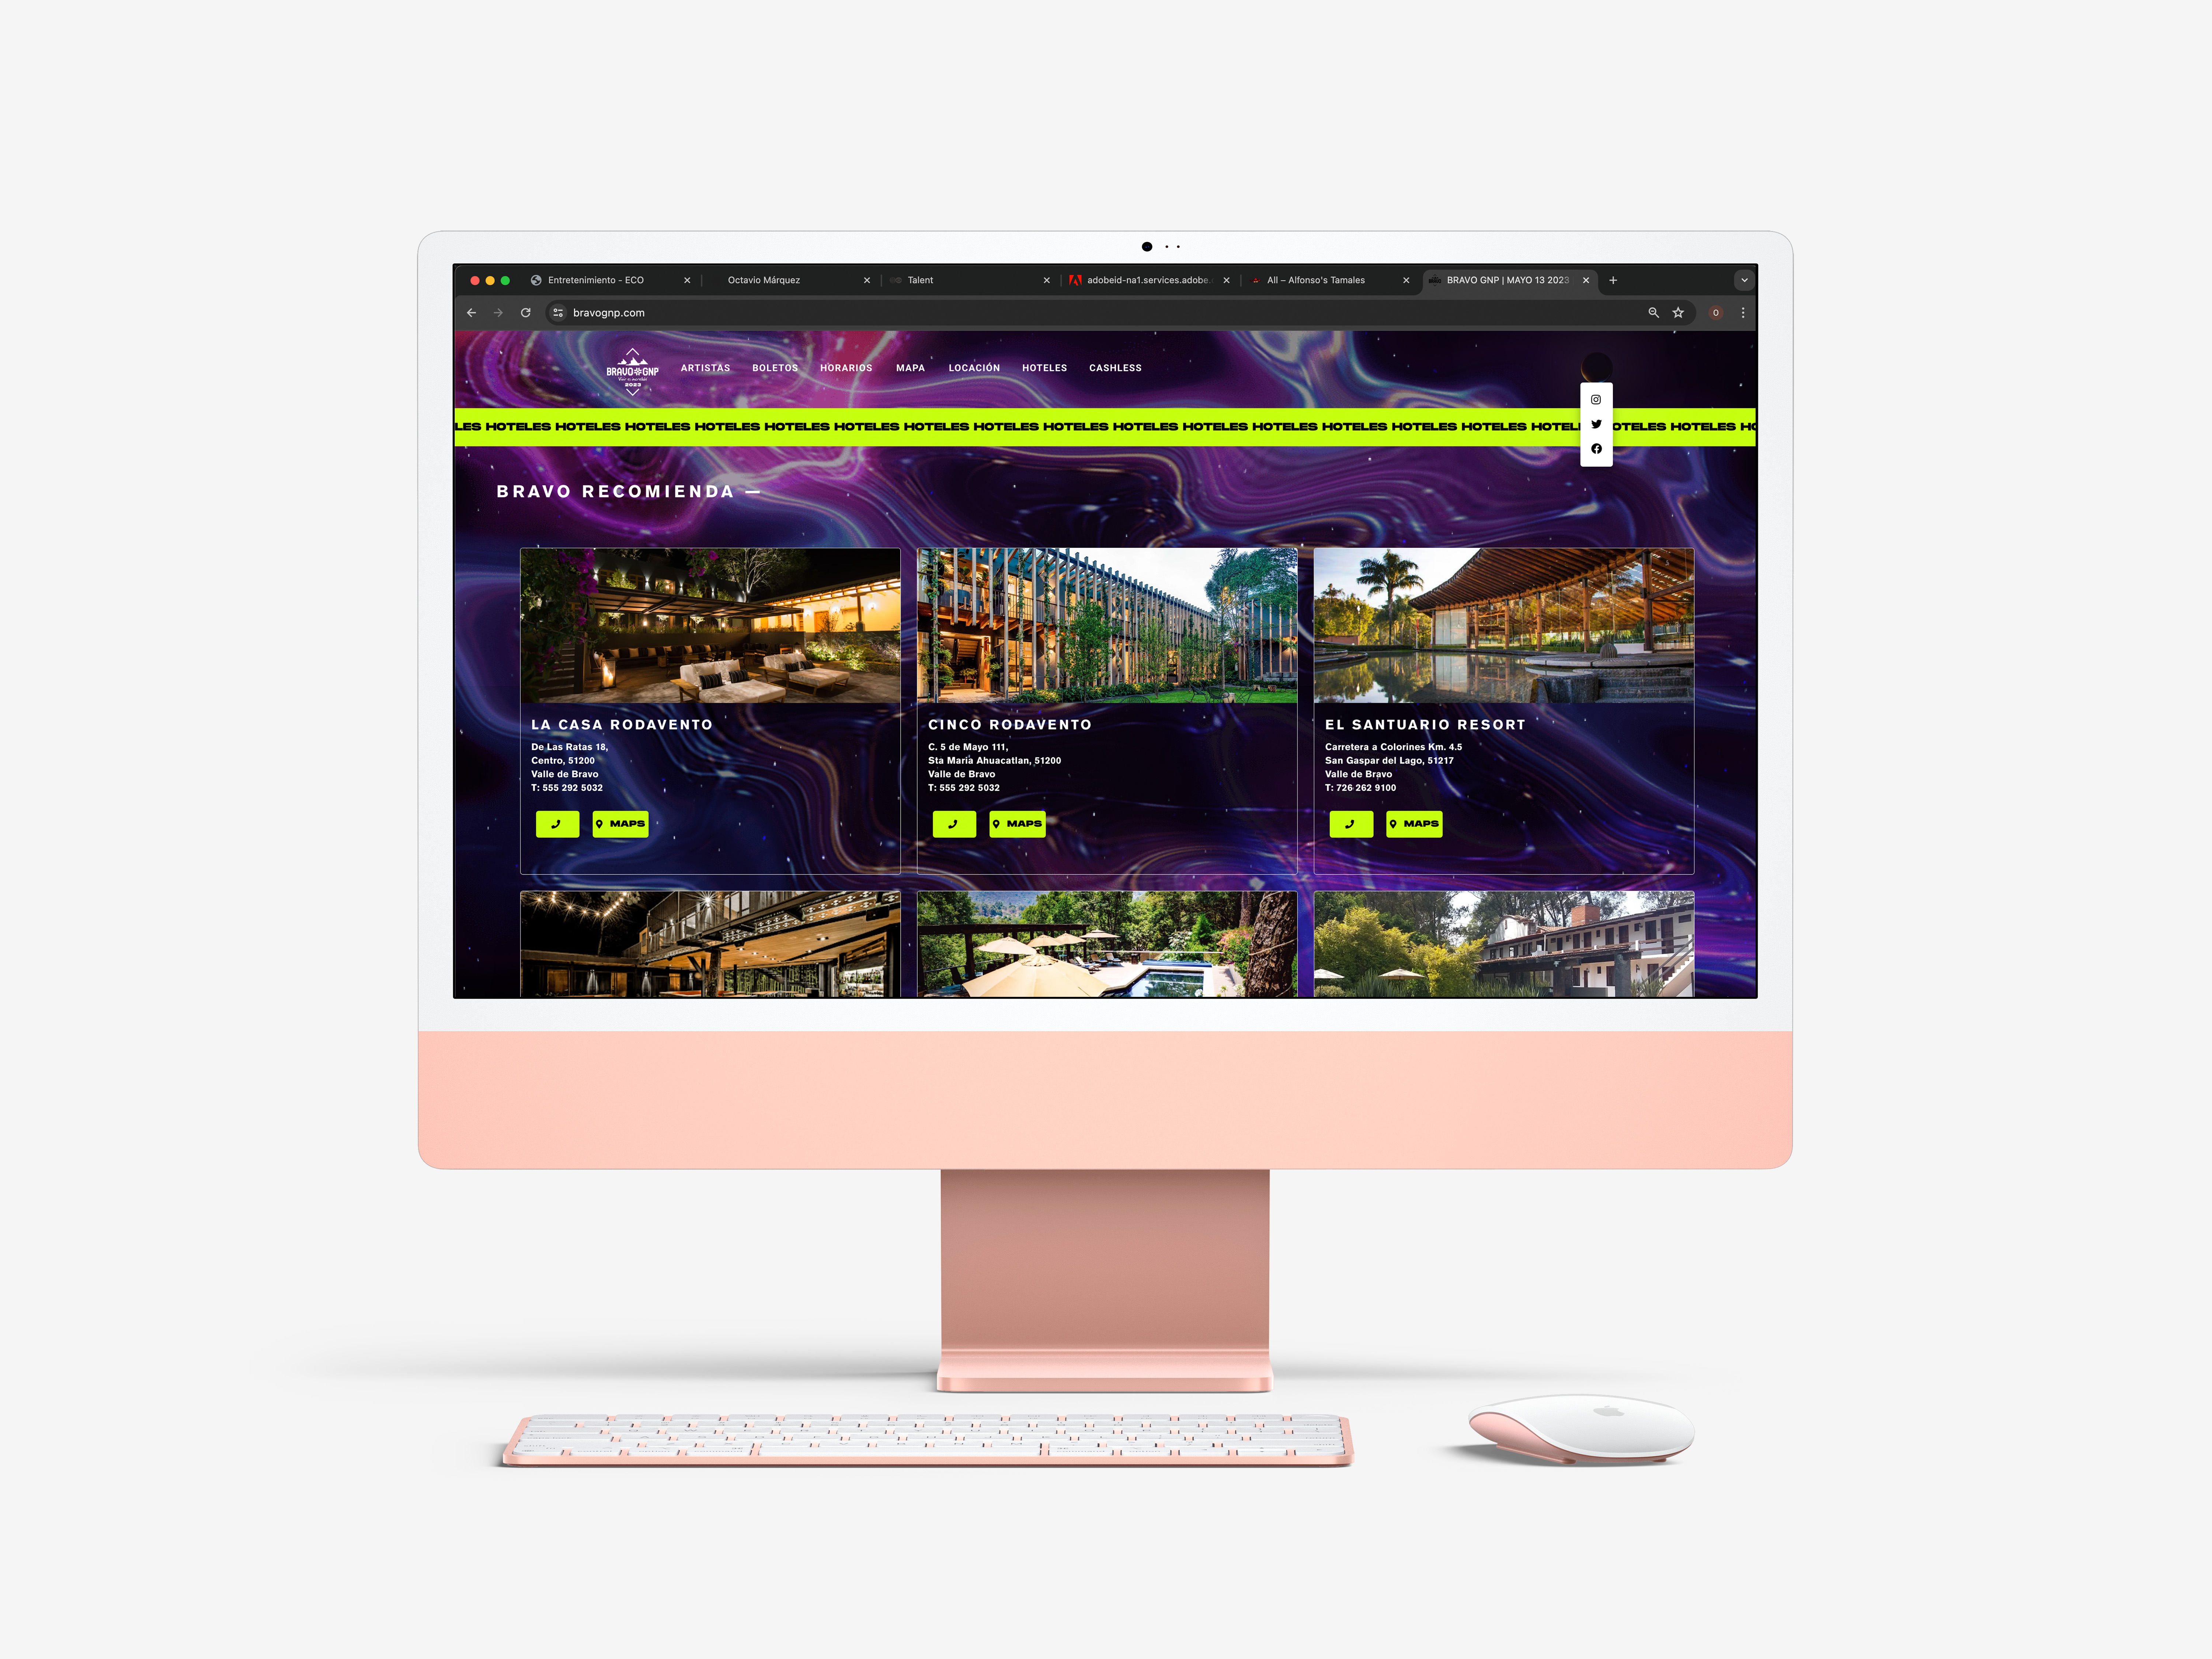 Entretenimiento - ECO
Octavio Márquez
Talent
adobeid-na1.services.adobe.
All – Alfonso's Tamales
BRAVO GNP | MAYO 13 2023
bravognp.com
O
BRAVO GNP
2023
ARTISTAS BOLETOS HORARIOS MAPA LOCACIÓN HOTELES CASHLESS
LES HOTELES HOTELES HOTELES HOTELES HOTELES HOTELES HOTELES HOTELES HOTELES HOTELES HOTELES HOTELES HOTELES HOTELES HOTELES HOTEL OTELES HOTELES HO
BRAVO RECOMIENDA —
LA CASA RODAVENTO
De Las Ratas 18,
Centro, 51200
Valle de Bravo
T: 555 292 5032
MAPS
CINCO RODAVENTO
C. 5 de Mayo 111,
Sta María Ahuacatlan, 51200
Valle de Bravo
T: 555 292 5032
MAPS
EL SANTUARIO RESORT
Carretera a Colorines Km. 4.5
San Gaspar del Lago, 51217
Valle de Bravo
T: 726 262 9100
MAPS